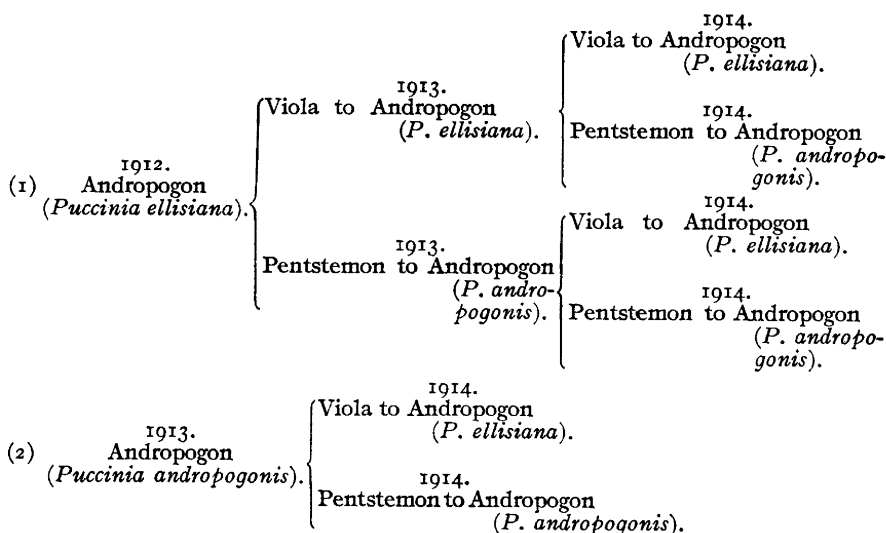 1914.
Viola to Andropogon
(P. ellisiana).
1913.
Viola to Andropogon
(P. ellisiana).
1914.
Pentstemon to Andropogon
(P. andropo-
gonis).
1912.
(1) Andropogon
(Puccinia ellisiana).
1914.
Viola to Andropogon
(P. ellisiana).
1913.
Pentstemon to Andropogon
(P. andro-
pogonis).
1914.
Pentstemon to Andropogon
(P. andropo-
gonis).
1914.
Viola to Andropogon
(P. ellisiana).
1913.
(2) Andropogon
(Puccinia andropogonis).
1914.
Pentstemon to Andropogon
(P. andropogonis).